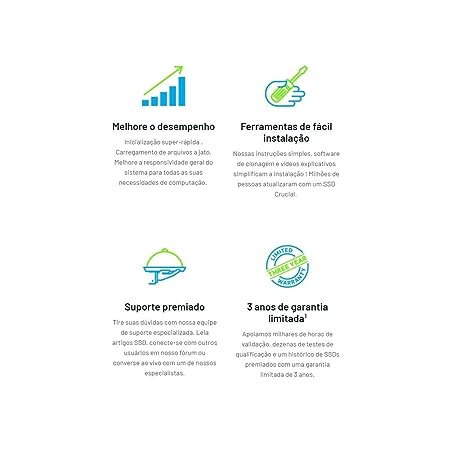 Melhore o desempenho
Inicialização super-rápida .
Carregamento de arquivos a jato.
Melhore a responsividade geral do
sistema para todas as suas
necessidades de computação.
Ferramentas de fácil
instalação
Nossas instruções simples, software
de clonagem e vídeos explicativos
simplificam a instalação ! Milhões de
pessoas atualizaram com um SSD
Crucial.
Suporte premiado
Tire suas dúvidas com nossa equipe
de suporte especializada. Leia
artigos SSD, conecte-se com outros
usuários em nosso fórum ou
converse ao vivo com um de nossos
especialistas.
LIMITED
THREE YEAR
WARRANTY
3 anos de garantia
limitada¹
Apoiamos milhares de horas de
validação, dezenas de testes de
qualificação e um histórico de SSDs
premiados com uma garantia
limitada de 3 anos.